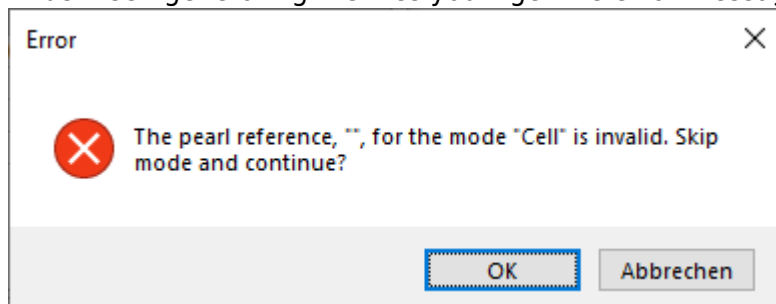 Error
The pearl reference, "", for the mode "Cell" is invalid. Skip
mode and continue?
OK
Abbrechen